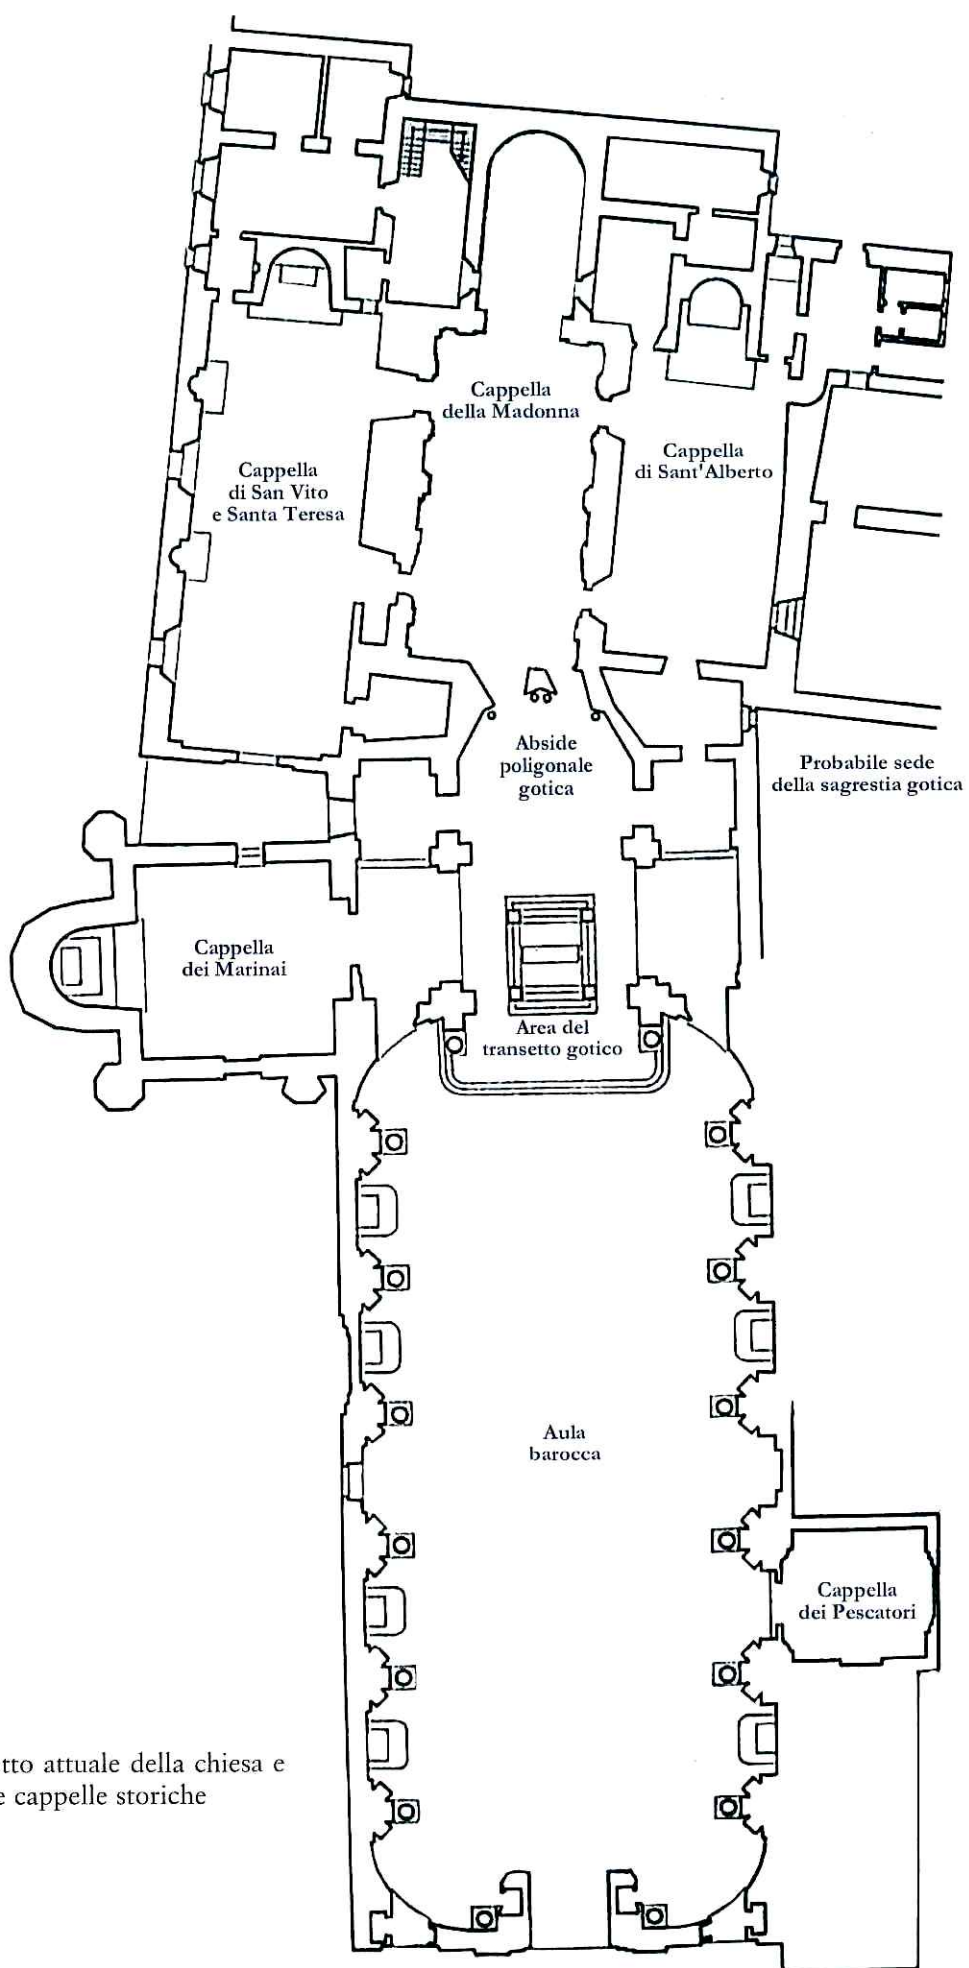 Cappella
della Madonna
Cappella
di Sant'Alberto
Cappella
di San Vito
e Santa Teresa
Abside
poligonale
gotica
Probabile sede
della sagrestia gotica
Cappella
dei Marinai
Area del
transetto gotico
Aula
barocca
Cappella
dei Pescatori
tto attuale della chiesa e
e cappelle storiche